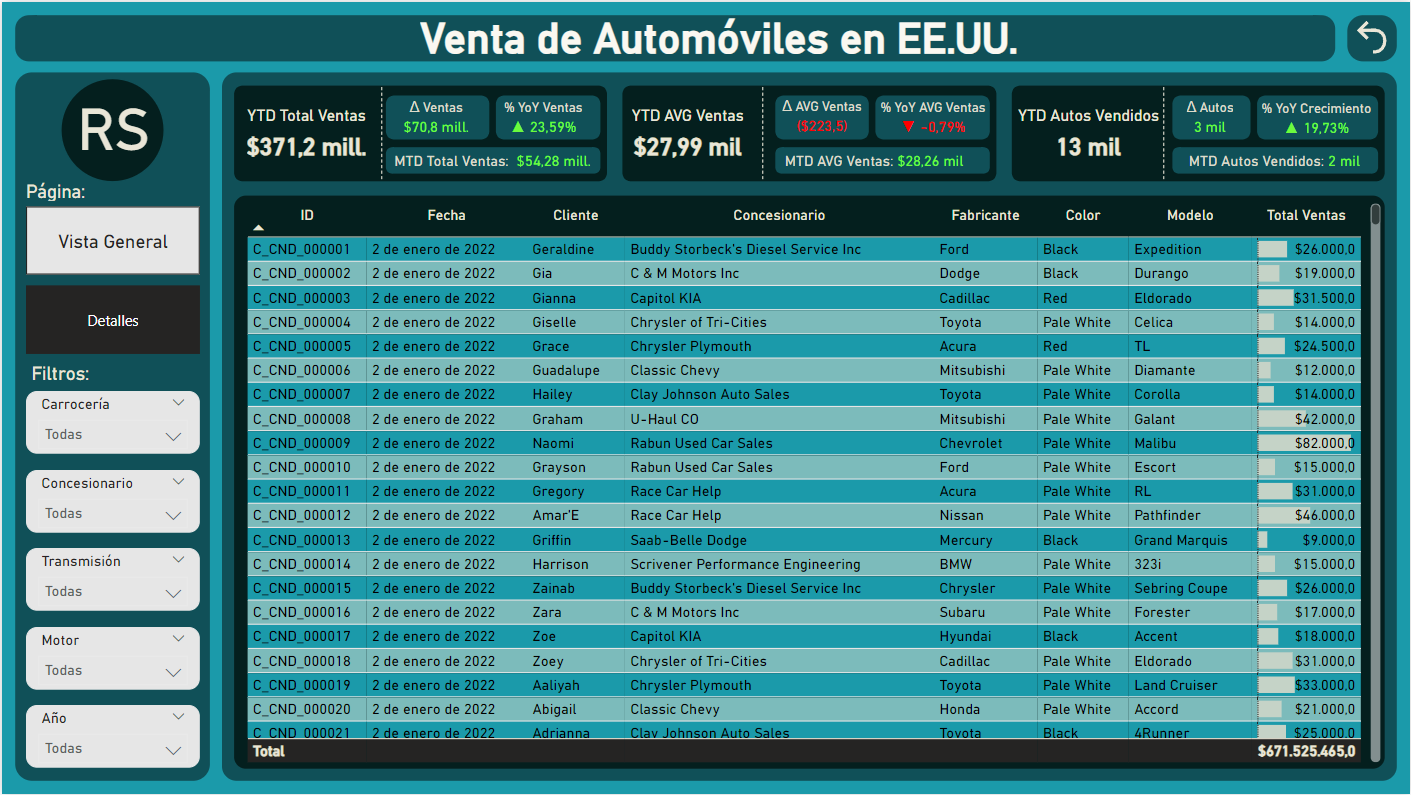 Venta de Automóviles en EE.UU.
RS
Página:
Vista General
Detalles
Filtros:
Carrocería
Todas
Concesionario
Todas
Transmisión
Todas
Motor
Todas
Año
Todas
YTD Total Ventas
$371,2 mill.
Δ Ventas
$70,8 mill.
% YoY Ventas
▲ 23,59%
MTD Total Ventas: $54,28 mill.
YTD AVG Ventas
$27,99 mil
Δ AVG Ventas
($223,5)
% YoY AVG Ventas
▼ -0,79%
MTD AVG Ventas: $28,26 mil
YTD Autos Vendidos
13 mil
Δ Autos
3 mil
% YoY Crecimiento
▲ 19,73%
MTD Autos Vendidos: 2 mil
ID Fecha Cliente Concesionario Fabricante Color Modelo Total Ventas
C_CND_000001 2 de enero de 2022 Geraldine Buddy Storbeck's Diesel Service Inc Ford Black Expedition $26.000,0
C_CND_000002 2 de enero de 2022 Gia C & M Motors Inc Dodge Black Durango $19.000,0
C_CND_000003 2 de enero de 2022 Gianna Capitol KIA Cadillac Red Eldorado $31.500,0
C_CND_000004 2 de enero de 2022 Giselle Chrysler of Tri-Cities Toyota Pale White Celica $14.000,0
C_CND_000005 2 de enero de 2022 Grace Chrysler Plymouth Acura Red TL $24.500,0
C_CND_000006 2 de enero de 2022 Guadalupe Classic Chevy Mitsubishi Pale White Diamante $12.000,0
C_CND_000007 2 de enero de 2022 Hailey Clay Johnson Auto Sales Toyota Pale White Corolla $14.000,0
C_CND_000008 2 de enero de 2022 Graham U-Haul CO Mitsubishi Pale White Galant $42.000,0
C_CND_000009 2 de enero de 2022 Naomi Rabun Used Car Sales Chevrolet Pale White Malibu $82.000,0
C_CND_000010 2 de enero de 2022 Grayson Rabun Used Car Sales Ford Pale White Escort $15.000,0
C_CND_000011 2 de enero de 2022 Gregory Race Car Help Acura Pale White RL $31.000,0
C_CND_000012 2 de enero de 2022 Amar'E Race Car Help Nissan Pale White Pathfinder $46.000,0
C_CND_000013 2 de enero de 2022 Griffin Saab-Belle Dodge Mercury Black Grand Marquis $9.000,0
C_CND_000014 2 de enero de 2022 Harrison Scrivener Performance Engineering BMW Pale White 323i $15.000,0
C_CND_000015 2 de enero de 2022 Zainab Buddy Storbeck's Diesel Service Inc Chrysler Pale White Sebring Coupe $26.000,0
C_CND_000016 2 de enero de 2022 Zara C & M Motors Inc Subaru Pale White Forester $17.000,0
C_CND_000017 2 de enero de 2022 Zoe Capitol KIA Hyundai Black Accent $18.000,0
C_CND_000018 2 de enero de 2022 Zoey Chrysler of Tri-Cities Cadillac Pale White Eldorado $31.000,0
C_CND_000019 2 de enero de 2022 Aaliyah Chrysler Plymouth Toyota Pale White Land Cruiser $33.000,0
C_CND_000020 2 de enero de 2022 Abigail Classic Chevy Honda Pale White Accord $21.000,0
C_CND_000021 2 de enero de 2022 Adrianna Clay Johnson Auto Sales Toyota Black 4Runner $25.000,0
Total $671.525.465,0